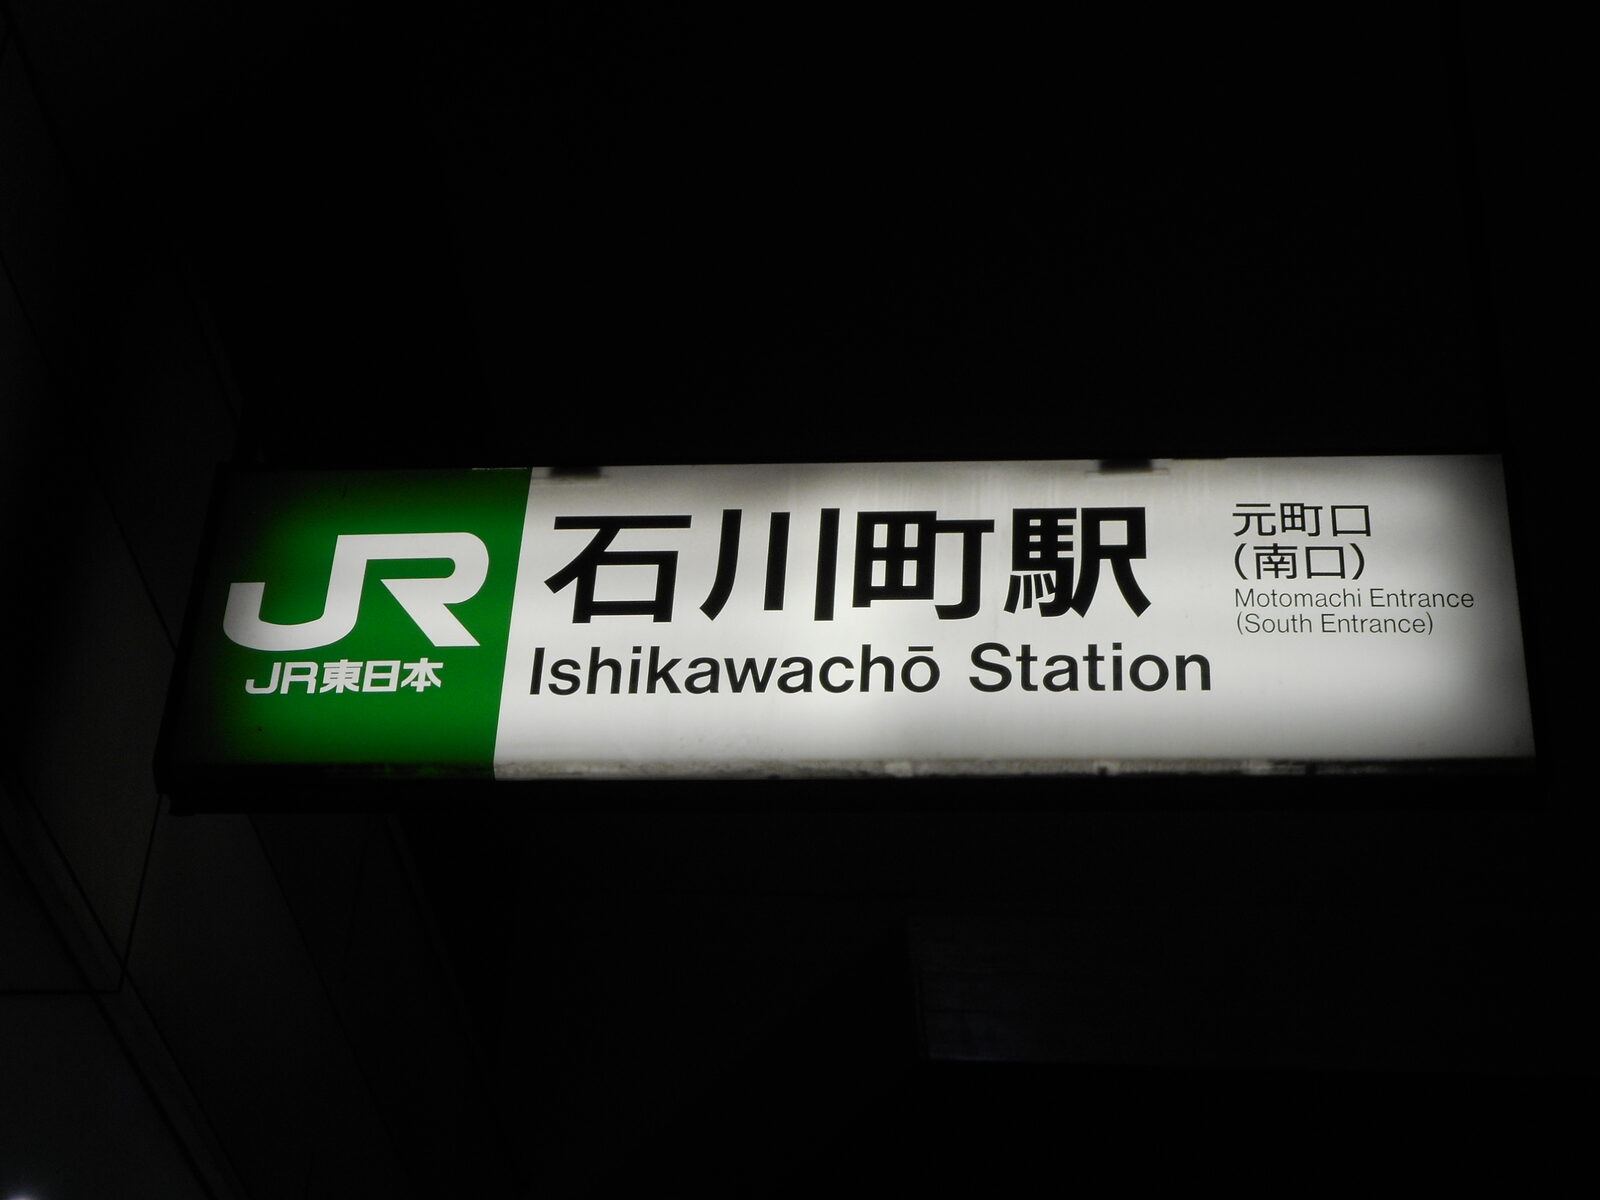 JR
JR東日本
石川町駅
Ishikawachō Station
元町口
(南口)
Motomachi Entrance
(South Entrance)